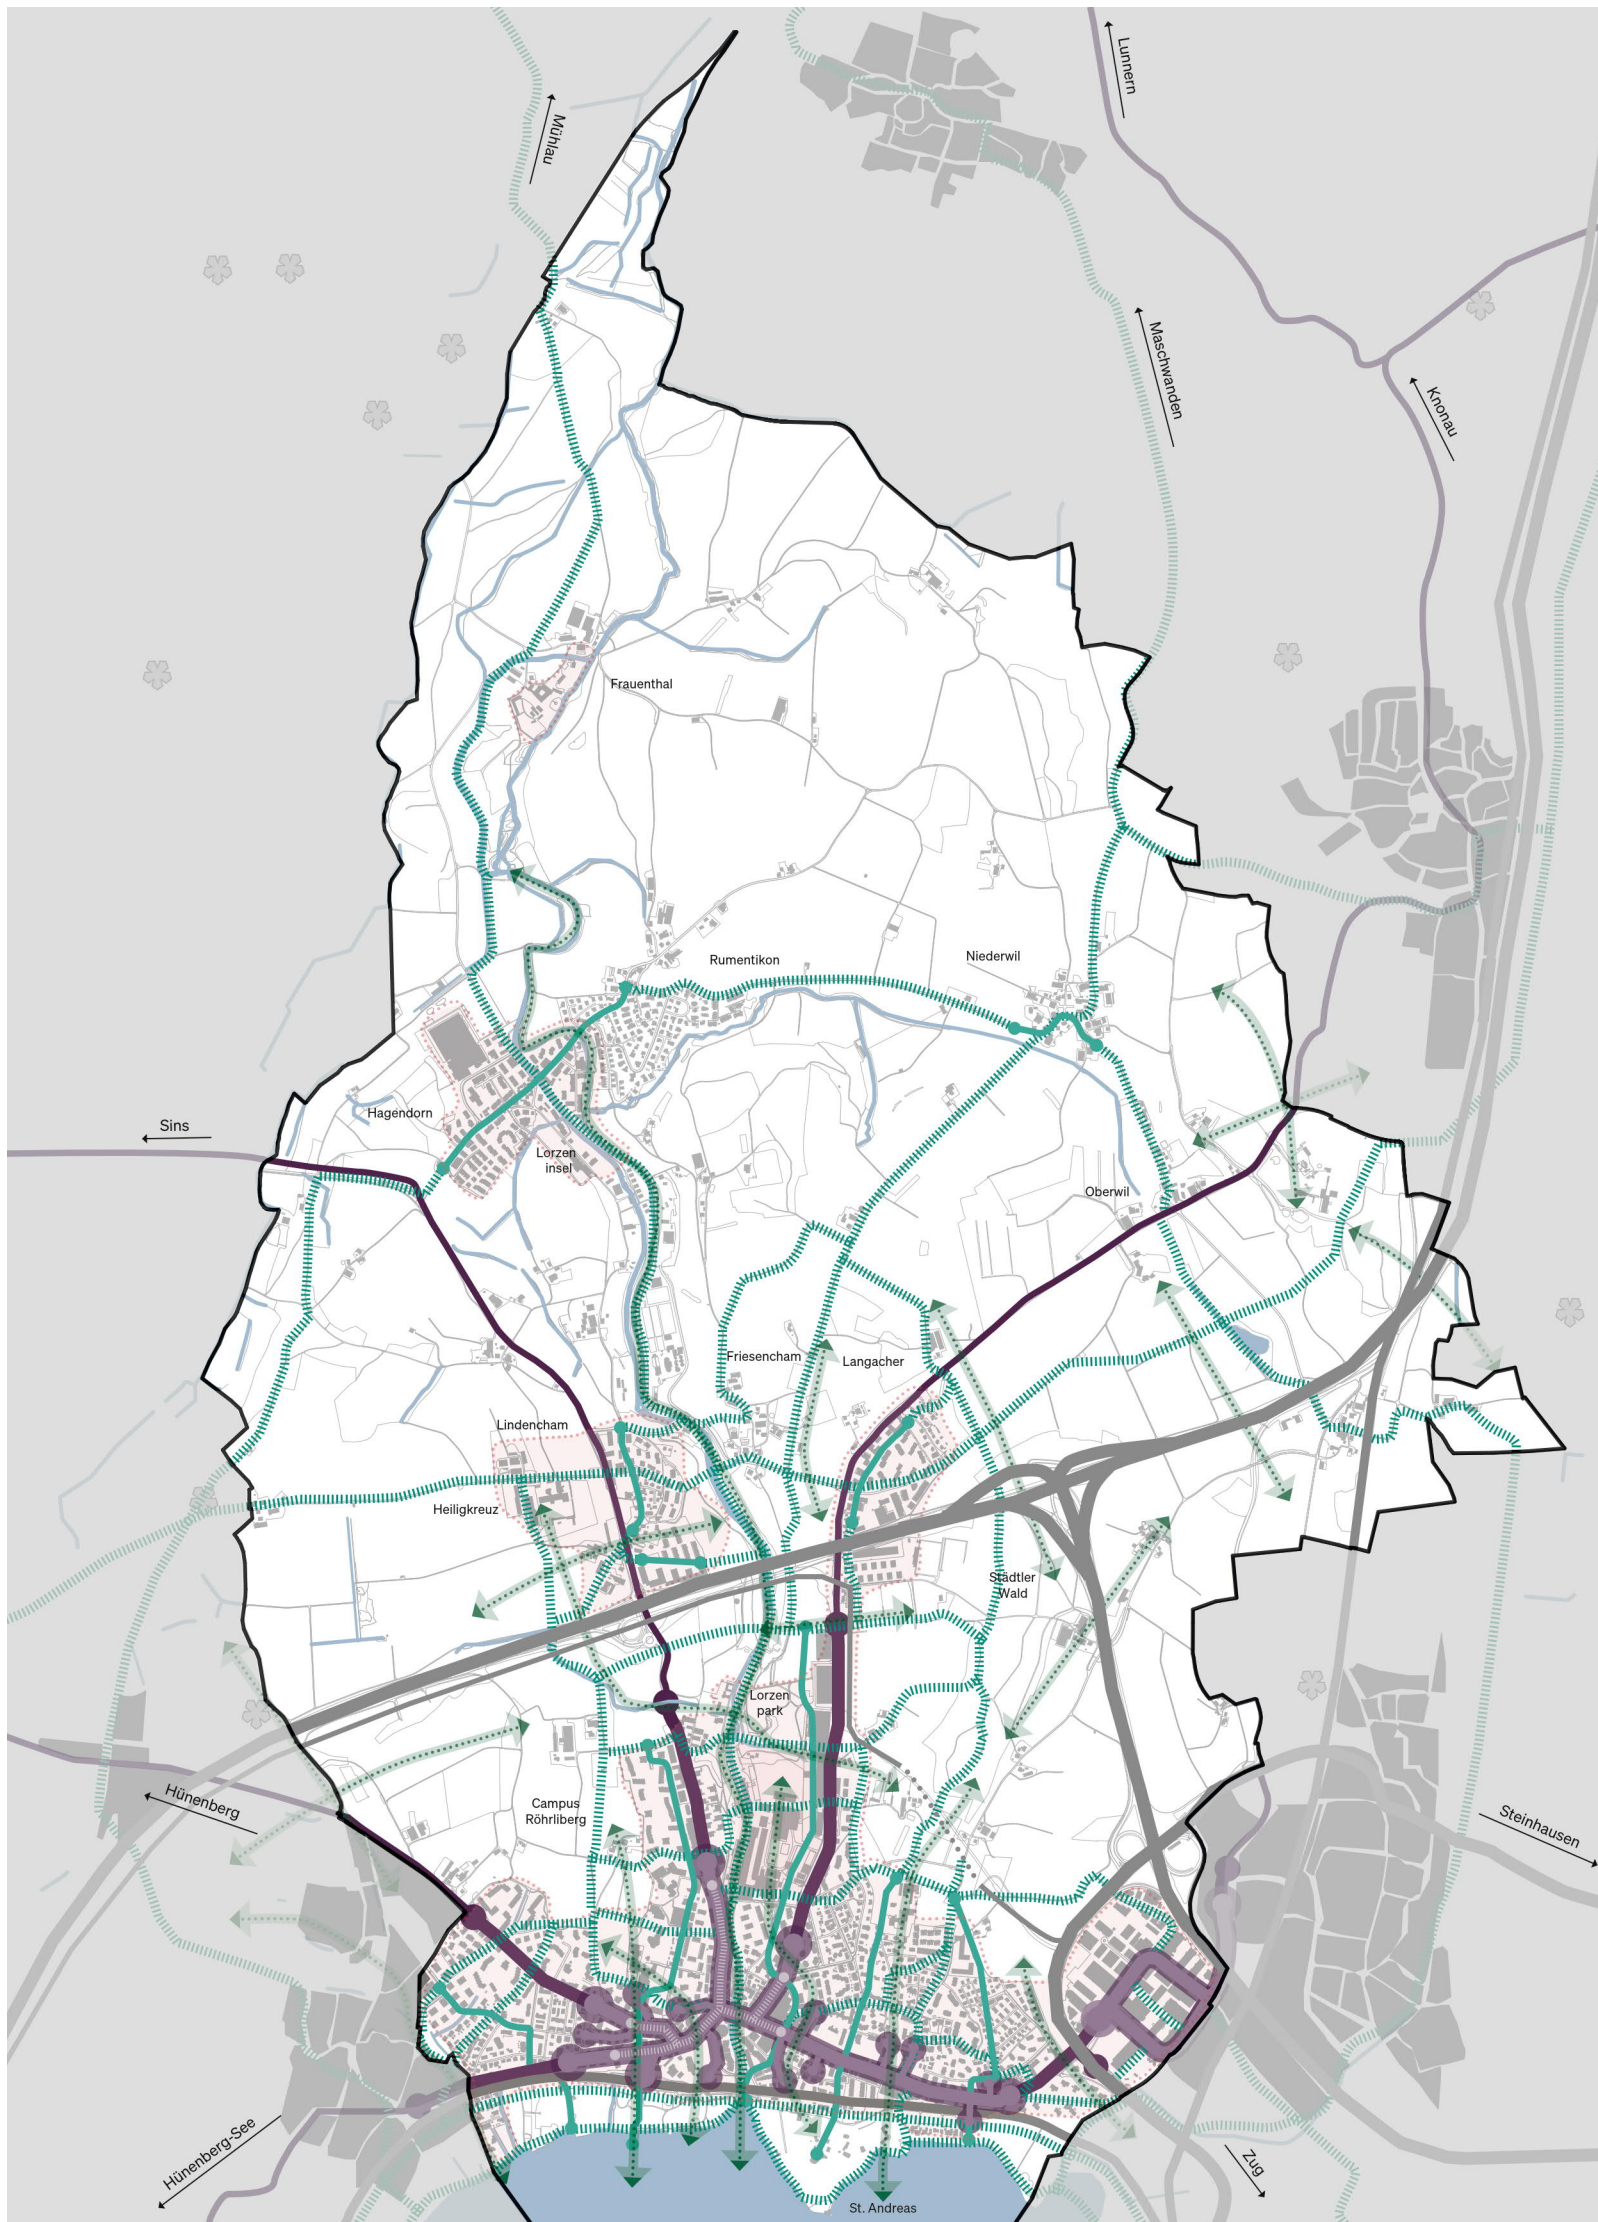 Lunnern
Mühlau
Maschwanden
Knonau
Frauenthal
Rumentikon
Niederwil
Hagendorn
Sins
Lorzen
insel
Oberwil
Friesencham
Langacher
Lindencham
Heiligkreuz
Städtler
Wald
Lorzen
park
Hünenberg
Campus
Röhrliberg
Steinhausen
Hünenberg-See
Zug
St. Andreas